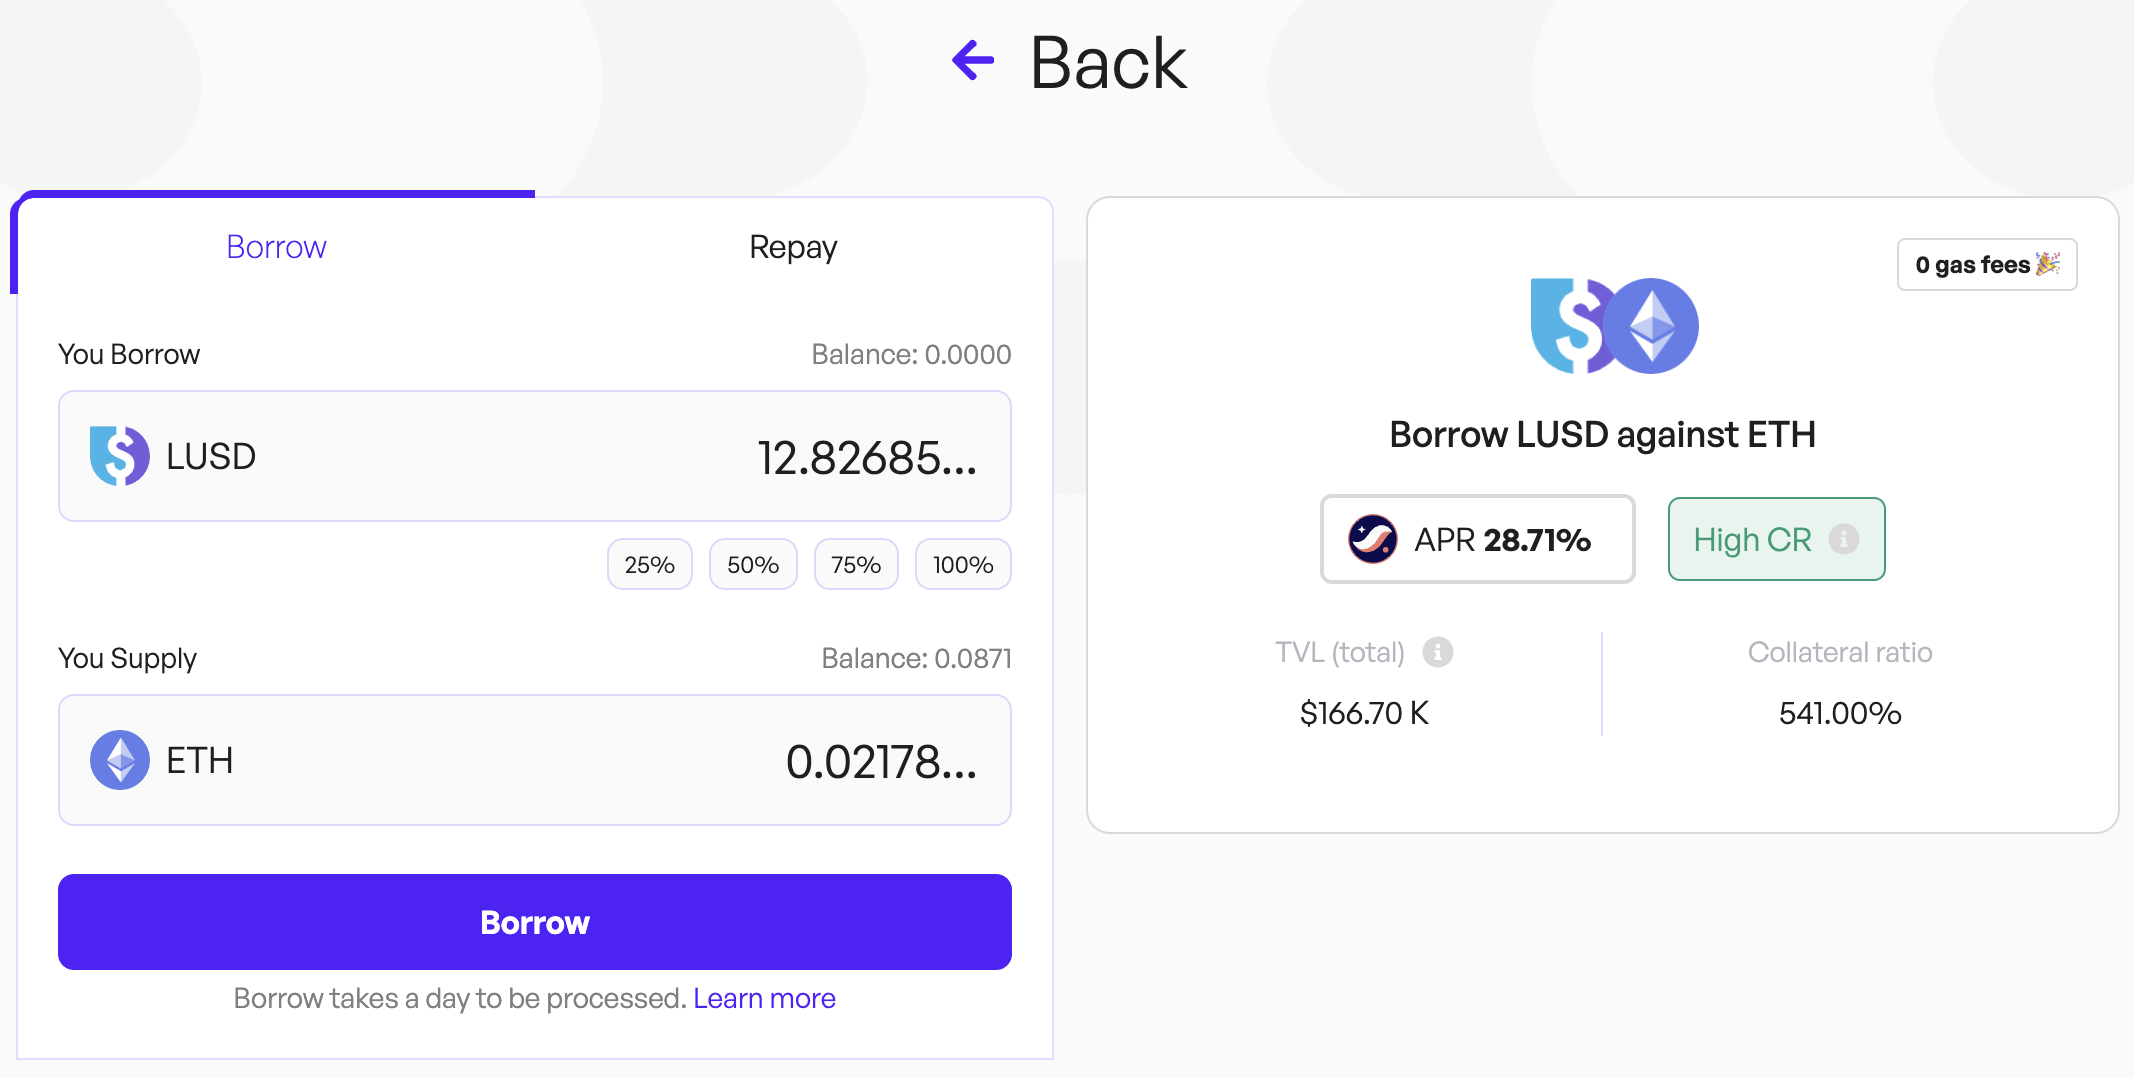 Back
Borrow
Repay
You Borrow
Balance: 0.0000
LUSD
12.82685...
25%
50%
75%
100%
You Supply
Balance: 0.0871
ETH
0.02178...
Borrow
Borrow takes a day to be processed. Learn more
0 gas fees🎉
Borrow LUSD against ETH
APR 28.71%
High CR
TVL (total)
$166.70 K
Collateral ratio
541.00%